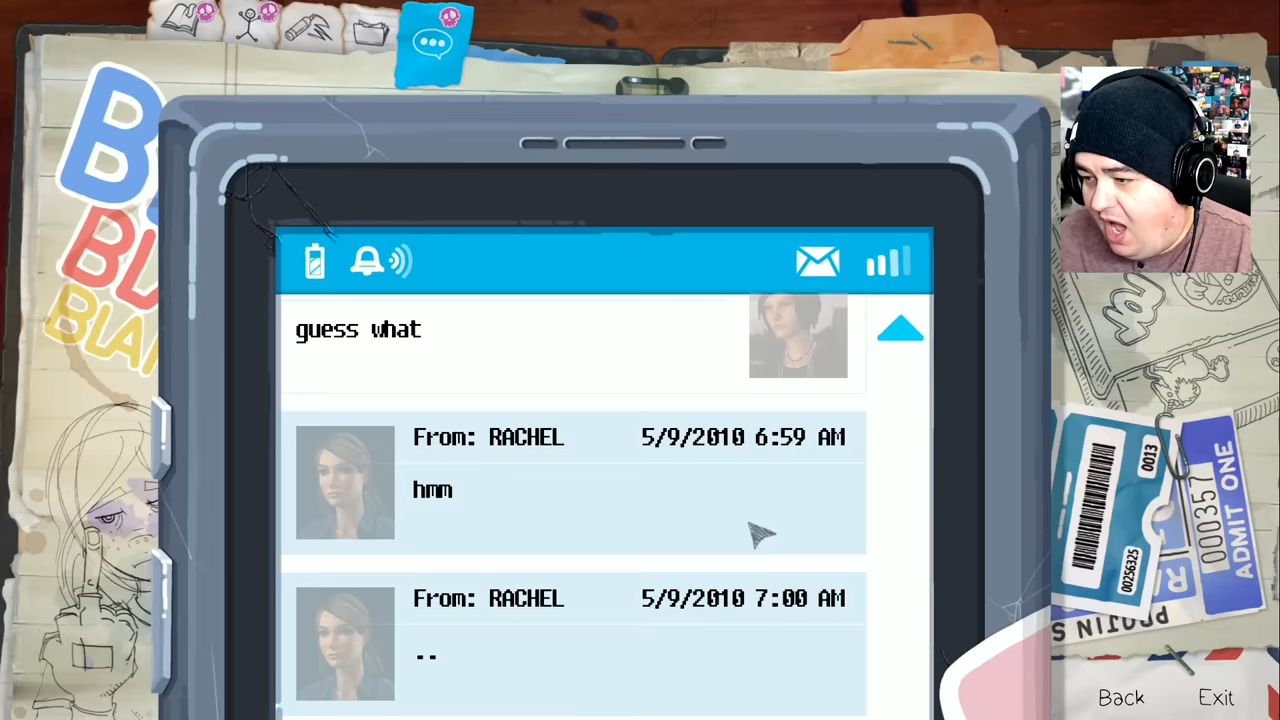 guess what
From: RACHEL 5/9/2010 6:59 AM
hmm
From: RACHEL 5/9/2010 7:00 AM
--
0013
00256325
000357
ADMIT ONE
Back
Exit